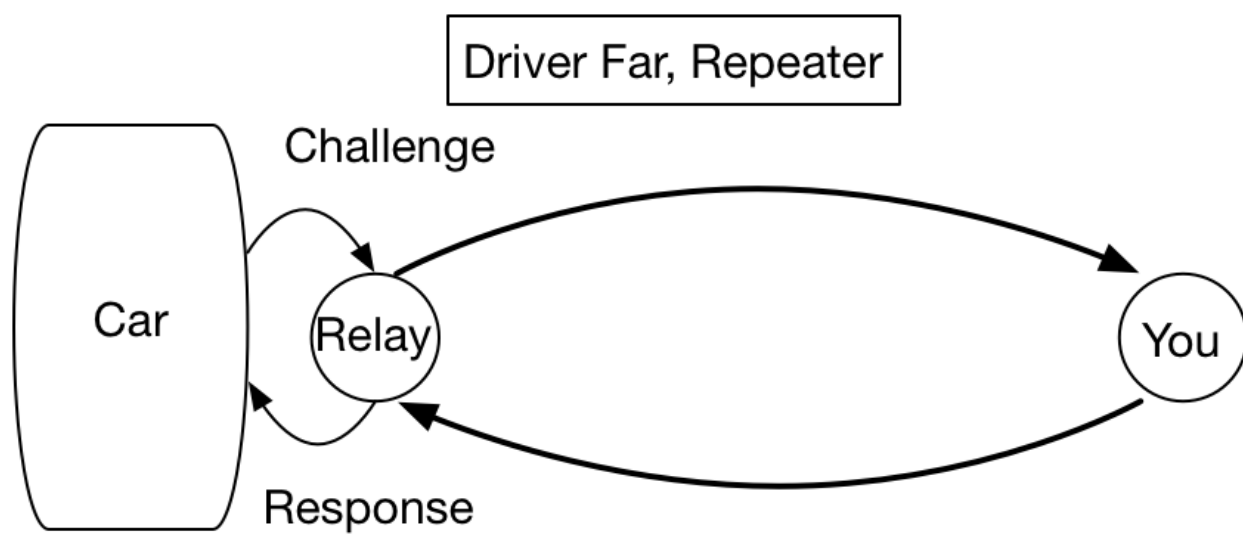 Driver Far, Repeater
Challenge
Car
Relay
You
Response